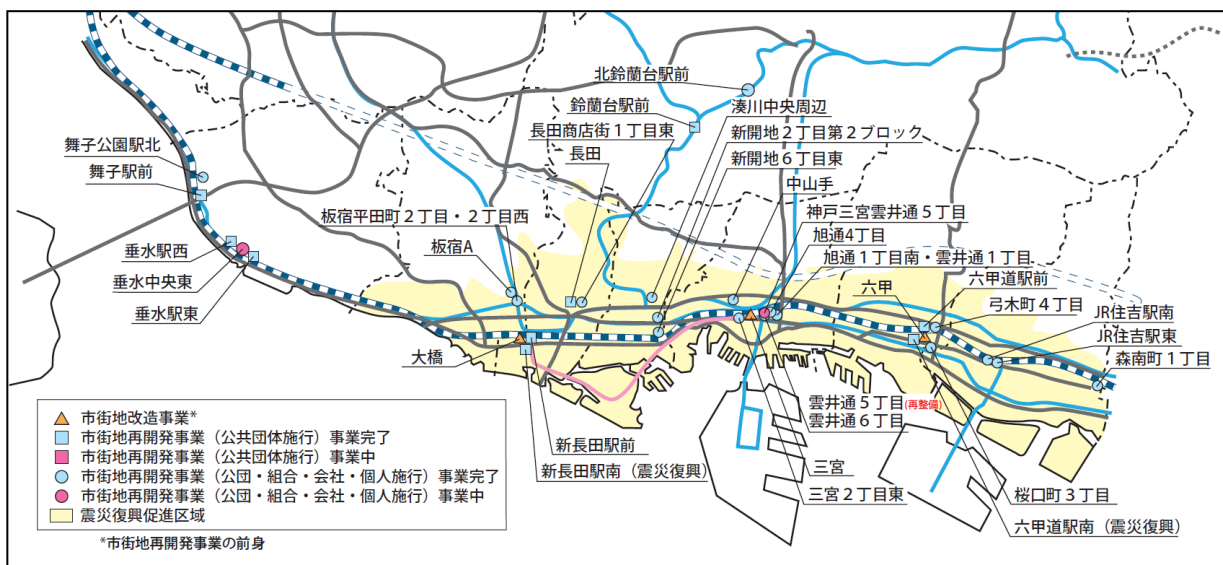 北鈴蘭台駅前
鈴蘭台駅前
湊川中央周辺
長田商店街1丁目東
新開地2丁目第2ブロック
舞子公園駅北
長田
新開地6丁目東
舞子駅前
中山手
神戸三宮雲井通5丁目
板宿平田町2丁目・2丁目西
旭通4丁目
垂水駅西
板宿A
旭通1丁目南・雲井通1丁目
垂水中央東
六甲
六甲道駅前
弓木町4丁目
垂水駅東
JR住吉駅南
JR住吉駅東
大橋
森南町1丁目
雲井通5丁目(再整備)
雲井通6丁目
新長田駅前
新長田駅南(震災復興)
三宮
三宮2丁目東
桜口町3丁目
六甲道駅南(震災復興)
市街地改造事業*
市街地再開発事業(公共団体施行)事業完了
市街地再開発事業(公共団体施行)事業中
市街地再開発事業(公団・組合・会社・個人施行)事業完了
市街地再開発事業(公団・組合・会社・個人施行)事業中
震災復興促進区域
*市街地再開発事業の前身